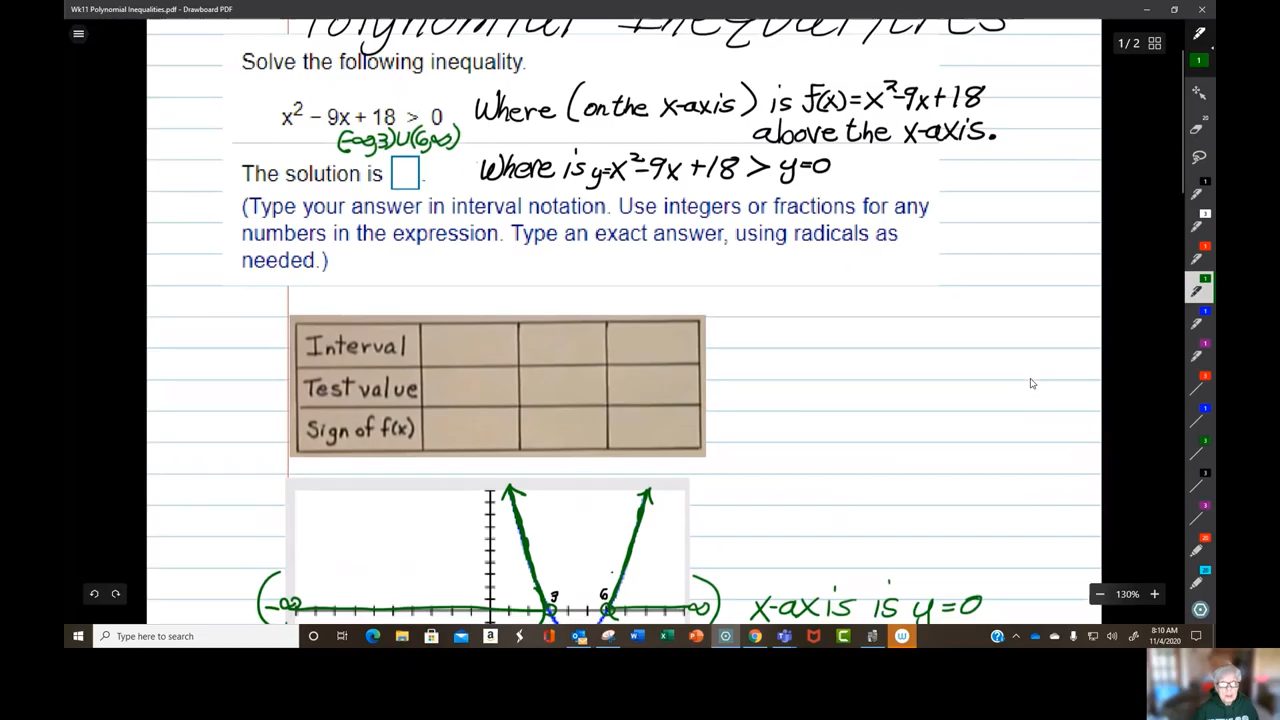 Wk11 Polynomial Inequalities.pdf - Drawboard PDF
Polynomial Inequalities
1/2
Solve the following inequality.
x² − 9x + 18 > 0
(-∞,3)∪(6,∞)
Where (on the x-axis) is f(x)=x²-9x+18
above the x-axis.
The solution is
Where is y=x²-9x+18 > y=0
(Type your answer in interval notation. Use integers or fractions for any
numbers in the expression. Type an exact answer, using radicals as
needed.)
Interval
Test value
Sign of f(x)
3
6
(-∞
∞)
x-axis is y=0
130%
Type here to search
8:10 AM
11/4/2020